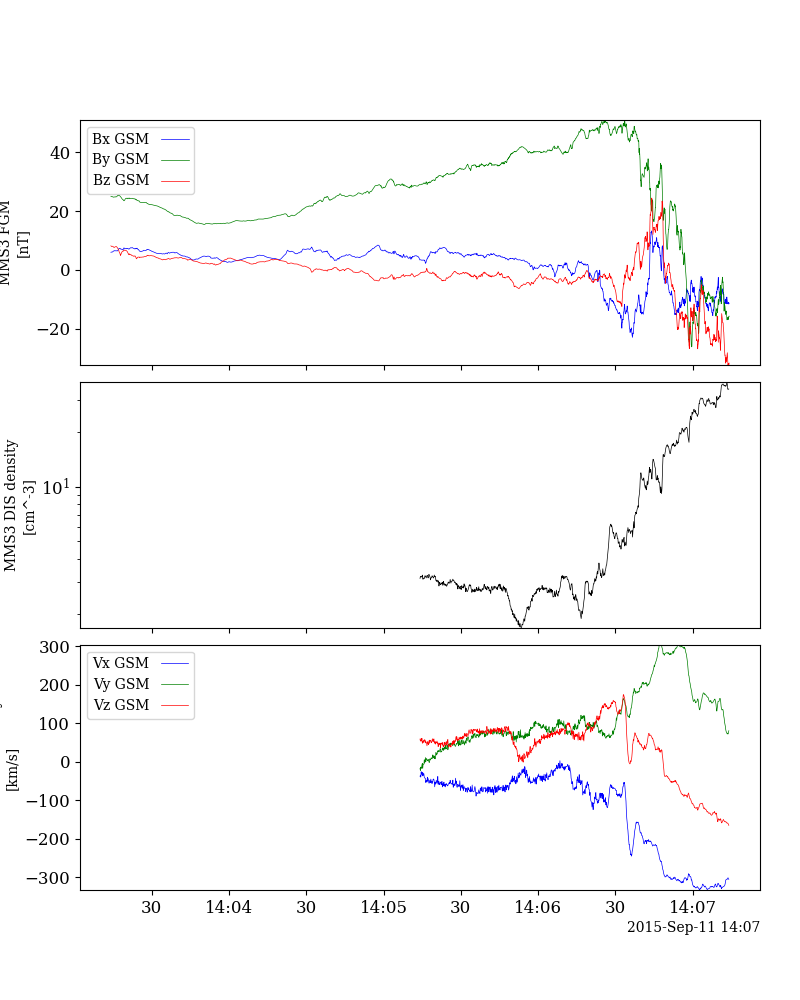 40
20
0
−20
MMS3 FGM
[nT]
Bx GSM
By GSM
Bz GSM
10^1
MMS3 DIS density
[cm^-3]
300
200
100
0
−100
−200
−300
[km/s]
Vx GSM
Vy GSM
Vz GSM
30 14:04 30 14:05 30 14:06 30 14:07
2015-Sep-11 14:07